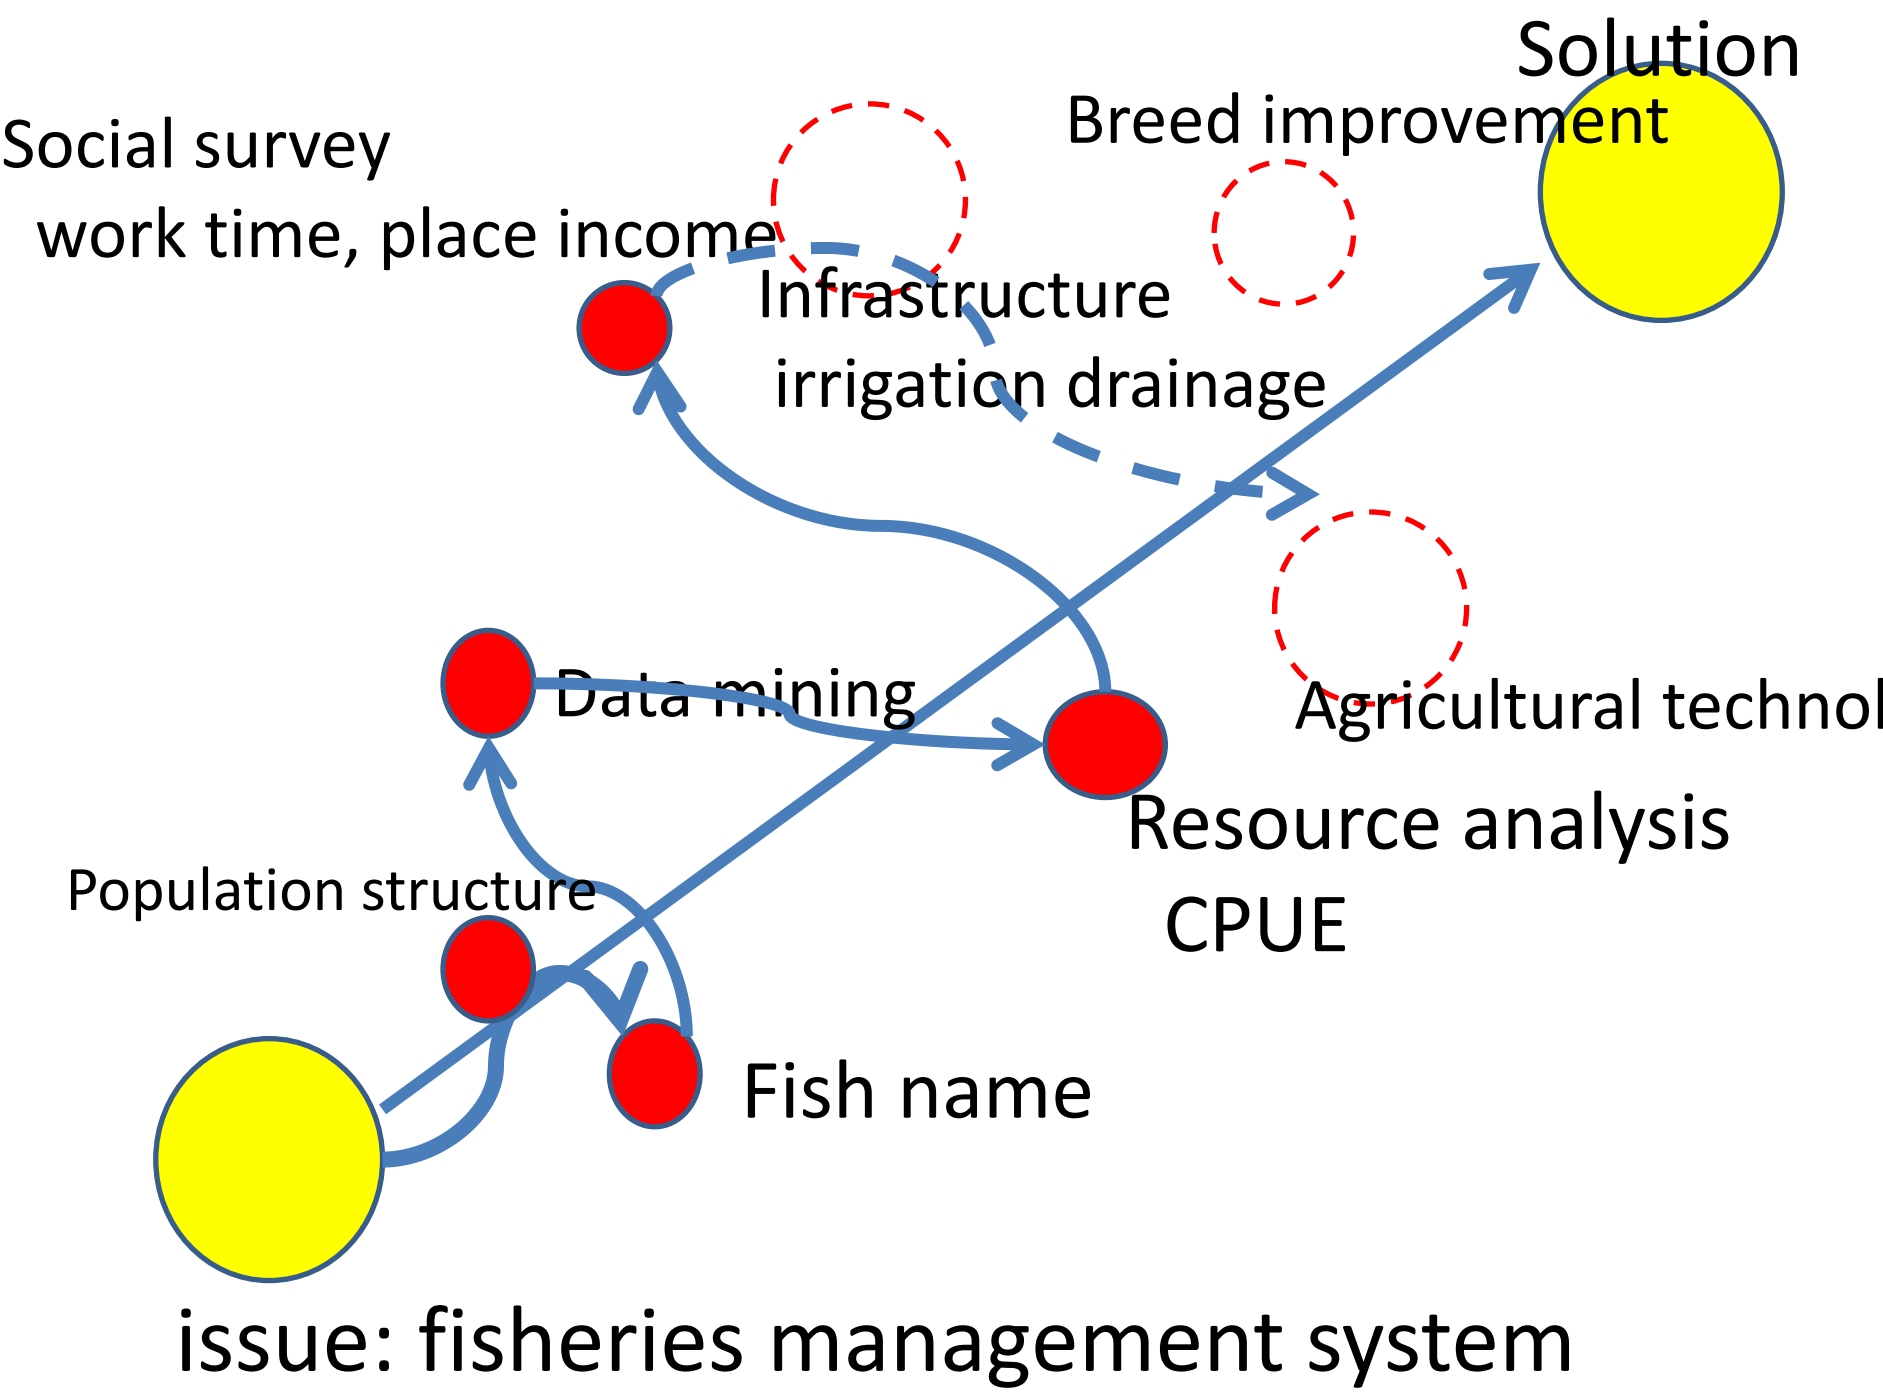 Solution
Breed improvement
Social survey
work time, place income
Infrastructure
irrigation drainage
Data mining
Agricultural technol
Resource analysis
CPUE
Population structure
Fish name
issue: fisheries management system